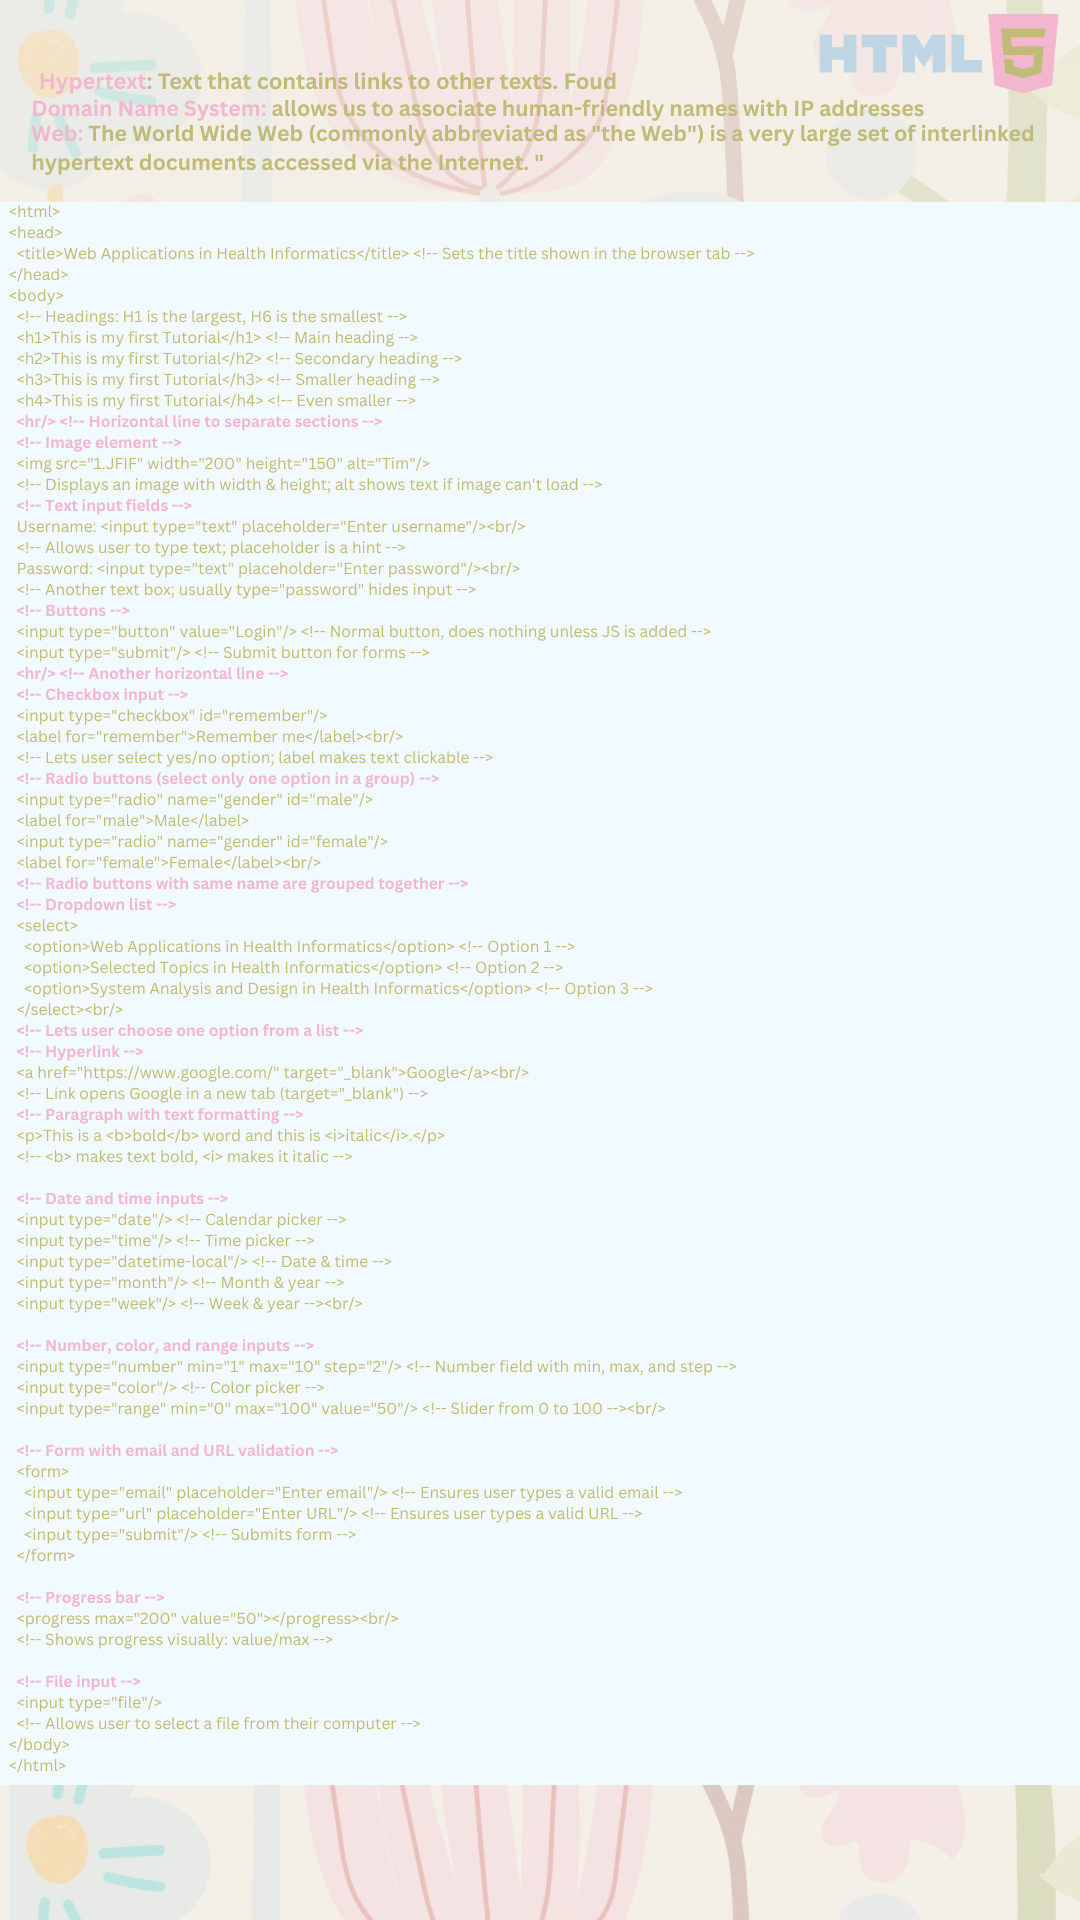 HTML
5
Hypertext: Text that contains links to other texts. Foud
Domain Name System: allows us to associate human-friendly names with IP addresses
Web: The World Wide Web (commonly abbreviated as "the Web") is a very large set of interlinked
hypertext documents accessed via the Internet. "
<html>
<head>
<title>Web Applications in Health Informatics</title> <!-- Sets the title shown in the browser tab -->
</head>
<body>
<!-- Headings: H1 is the largest, H6 is the smallest -->
<h1>This is my first Tutorial</h1> <!-- Main heading -->
<h2>This is my first Tutorial</h2> <!-- Secondary heading -->
<h3>This is my first Tutorial</h3> <!-- Smaller heading -->
<h4>This is my first Tutorial</h4> <!-- Even smaller -->
<hr/> <!-- Horizontal line to separate sections -->
<!-- Image element -->
<img src="1.JFIF" width="200" height="150" alt="Tim"/>
<!-- Displays an image with width & height; alt shows text if image can't load -->
<!-- Text input fields -->
Username: <input type="text" placeholder="Enter username"/><br/>
<!-- Allows user to type text; placeholder is a hint -->
Password: <input type="text" placeholder="Enter password"/><br/>
<!-- Another text box; usually type="password" hides input -->
<!-- Buttons -->
<input type="button" value="Login"/> <!-- Normal button, does nothing unless JS is added -->
<input type="submit"/> <!-- Submit button for forms -->
<hr/> <!-- Another horizontal line -->
<!-- Checkbox input -->
<input type="checkbox" id="remember"/>
<label for="remember">Remember me</label><br/>
<!-- Lets user select yes/no option; label makes text clickable -->
<!-- Radio buttons (select only one option in a group) -->
<input type="radio" name="gender" id="male"/>
<label for="male">Male</label>
<input type="radio" name="gender" id="female"/>
<label for="female">Female</label><br/>
<!-- Radio buttons with same name are grouped together -->
<!-- Dropdown list -->
<select>
<option>Web Applications in Health Informatics</option> <!-- Option 1 -->
<option>Selected Topics in Health Informatics</option> <!-- Option 2 -->
<option>System Analysis and Design in Health Informatics</option> <!-- Option 3 -->
</select><br/>
<!-- Lets user choose one option from a list -->
<!-- Hyperlink -->
<a href="https://www.google.com/" target="_blank">Google</a><br/>
<!-- Link opens Google in a new tab (target="_blank") -->
<!-- Paragraph with text formatting -->
<p>This is a <b>bold</b> word and this is <i>italic</i>.</p>
<!-- <b> makes text bold, <i> makes it italic -->
<!-- Date and time inputs -->
<input type="date"/> <!-- Calendar picker -->
<input type="time"/> <!-- Time picker -->
<input type="datetime-local"/> <!-- Date & time -->
<input type="month"/> <!-- Month & year -->
<input type="week"/> <!-- Week & year --><br/>
<!-- Number, color, and range inputs -->
<input type="number" min="1" max="10" step="2"/> <!-- Number field with min, max, and step -->
<input type="color"/> <!-- Color picker -->
<input type="range" min="0" max="100" value="50"/> <!-- Slider from 0 to 100 --><br/>
<!-- Form with email and URL validation -->
<form>
<input type="email" placeholder="Enter email"/> <!-- Ensures user types a valid email -->
<input type="url" placeholder="Enter URL"/> <!-- Ensures user types a valid URL -->
<input type="submit"/> <!-- Submits form -->
</form>
<!-- Progress bar -->
<progress max="200" value="50"></progress><br/>
<!-- Shows progress visually: value/max -->
<!-- File input -->
<input type="file"/>
<!-- Allows user to select a file from their computer -->
</body>
</html>